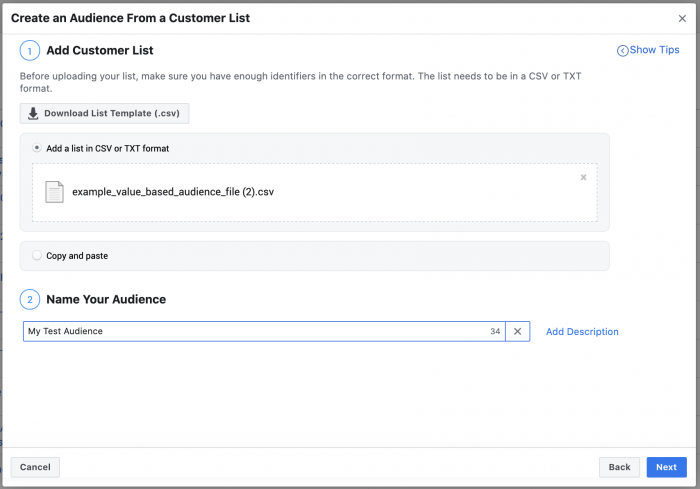 Create an Audience From a Customer List
1 Add Customer List
Show Tips
Before uploading your list, make sure you have enough identifiers in the correct format. The list needs to be in a CSV or TXT
format.
Download List Template (.csv)
Add a list in CSV or TXT format
example_value_based_audience_file (2).csv
Copy and paste
2 Name Your Audience
My Test Audience 34
Add Description
Cancel
Back
Next